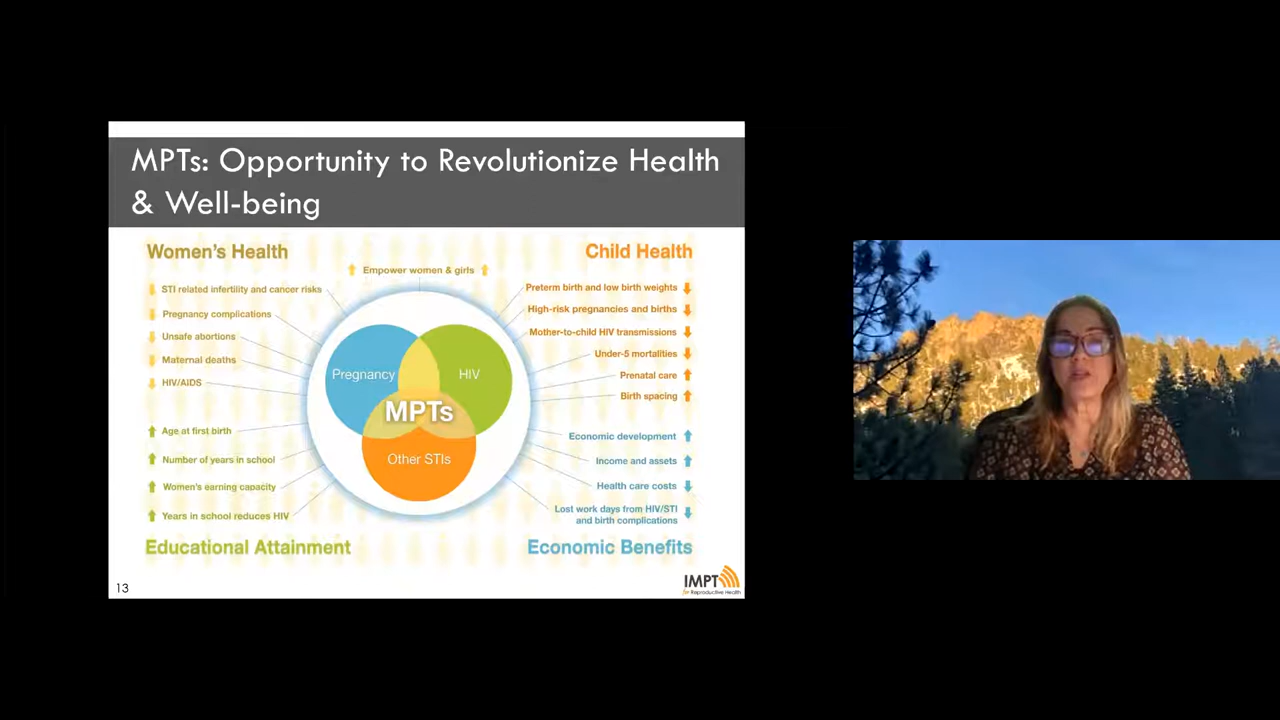 MPTs: Opportunity to Revolutionize Health
& Well-being
Women's Health
Child Health
Empower women & girls
STI related infertility and cancer risks
Pregnancy complications
Unsafe abortions
Maternal deaths
HIV/AIDS
Preterm birth and low birth weights
High-risk pregnancies and births
Mother-to-child HIV transmissions
Under-5 mortalities
Prenatal care
Birth spacing
Pregnancy
HIV
MPTs
Other STIs
Age at first birth
Number of years in school
Women's earning capacity
Years in school reduces HIV
Economic development
Income and assets
Health care costs
Lost work days from HIV/STI
and birth complications
Educational Attainment
Economic Benefits
13
IMPT
for Reproductive Health